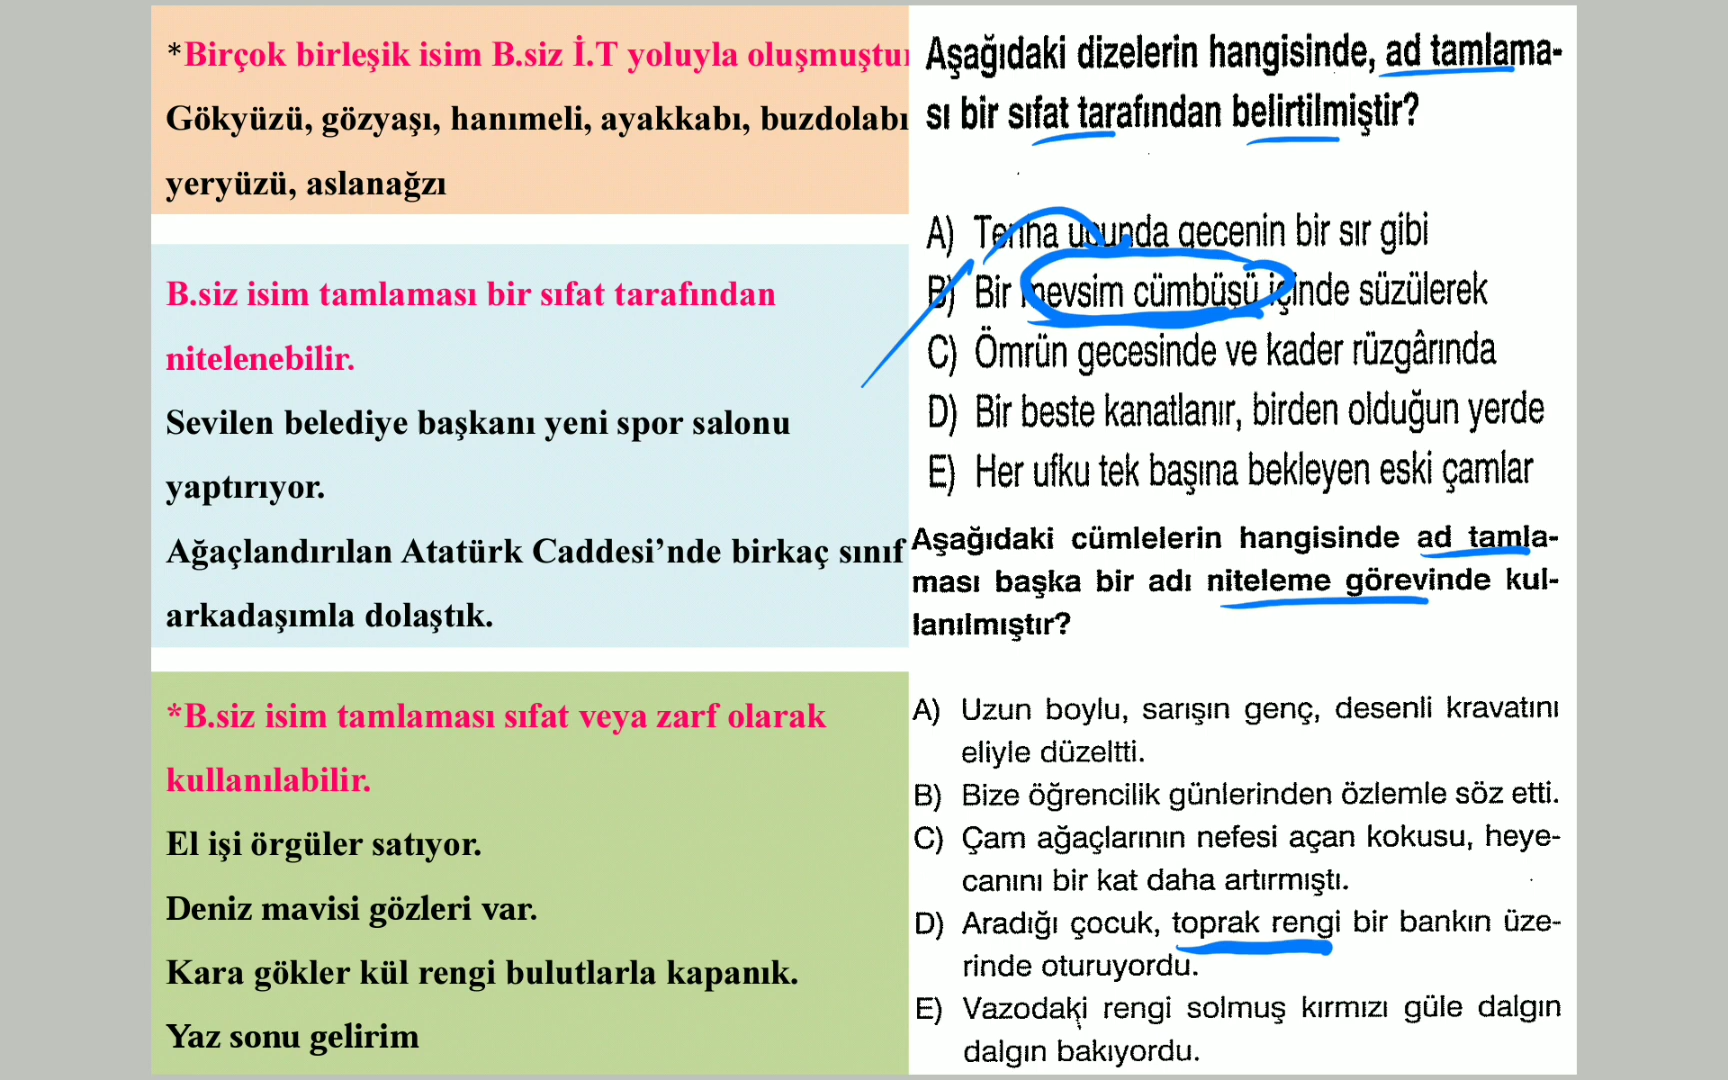 *Birçok birleşik isim B.siz İ.T yoluyla oluşmuştur
Gökyüzü, gözyaşı, hanımeli, ayakkabı, buzdolabı
yeryüzü, aslanağzı
B.siz isim tamlaması bir sıfat tarafından
nitelenebilir.
Sevilen belediye başkanı yeni spor salonu
yaptırıyor.
Ağaçlandırılan Atatürk Caddesi’nde birkaç sınıf
arkadaşımla dolaştık.
*B.siz isim tamlaması sıfat veya zarf olarak
kullanılabilir.
El işi örgüler satıyor.
Deniz mavisi gözleri var.
Kara gökler kül rengi bulutlarla kapanık.
Yaz sonu gelirim
Aşağıdaki dizelerin hangisinde, ad tamlama-
sı bir sıfat tarafından belirtilmiştir?
A) Tenha ucunda gecenin bir sır gibi
B) Bir mevsim cümbüşü içinde süzülerek
C) Ömrün gecesinde ve kader rüzgârında
D) Bir beste kanatlanır, birden olduğun yerde
E) Her ufku tek başına bekleyen eski çamlar
Aşağıdaki cümlelerin hangisinde ad tamla-
ması başka bir adı niteleme görevinde kul-
lanılmıştır?
A) Uzun boylu, sarışın genç, desenli kravatını
eliyle düzeltti.
B) Bize öğrencilik günlerinden özlemle söz etti.
C) Çam ağaçlarının nefesi açan kokusu, heye-
canını bir kat daha artırmıştı.
D) Aradığı çocuk, toprak rengi bir bankın üze-
rinde oturuyordu.
E) Vazodaki rengi solmuş kırmızı güle dalgın
dalgın bakıyordu.